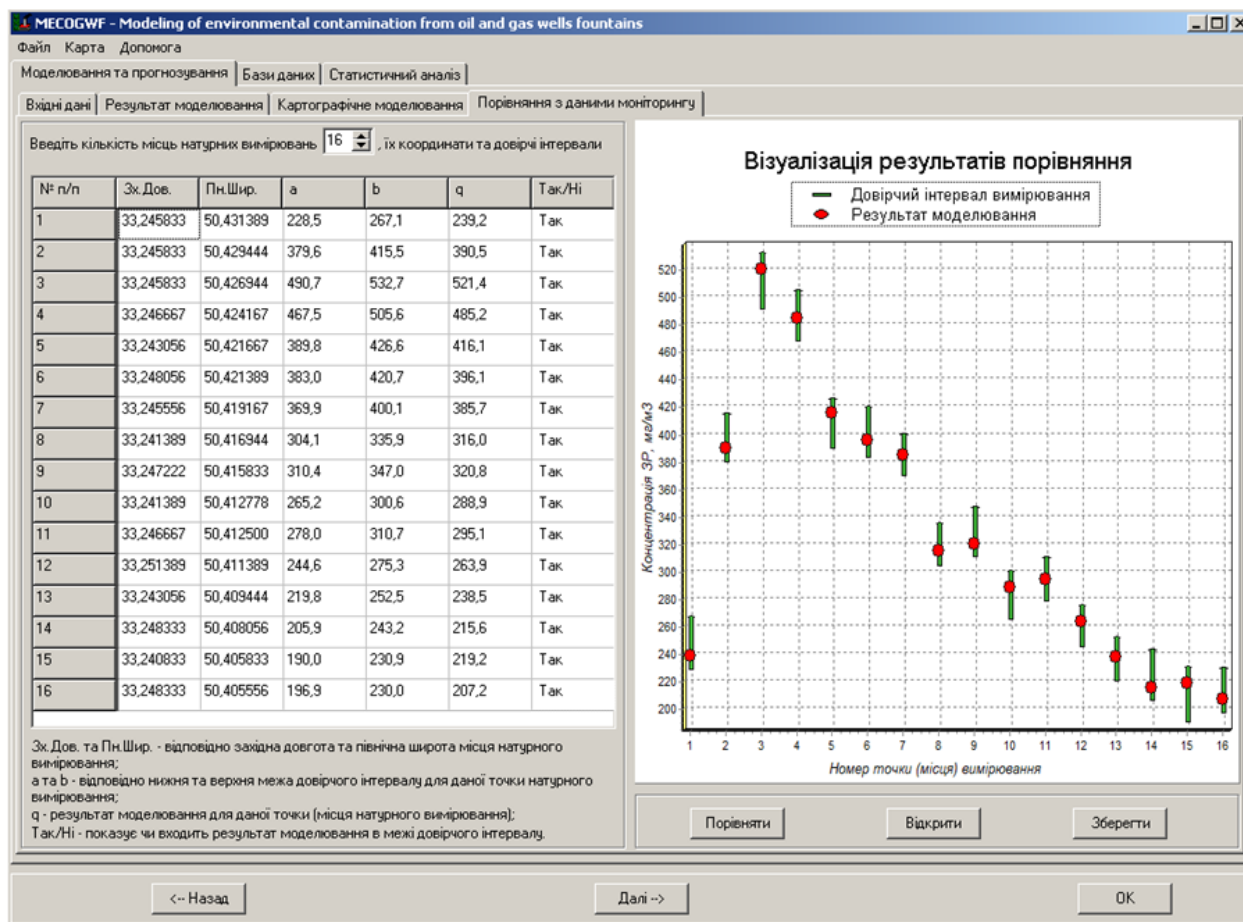 MECOGWF - Modeling of environmental contamination from oil and gas wells fountains
Файл Карта Допомога
Моделювання та прогнозування Бази даних Статистичний аналіз
Вхідні дані Результат моделювання Картографічне моделювання Порівняння з даними моніторингу
Введіть кількість місць натурних вимірювань 16 , їх координати та довірчі інтервали
№ п/п Зх.Дов. Пн.Шир. a b q Так/Ні
1 33,245833 50,431389 228,5 267,1 239,2 Так
2 33,245833 50,429444 379,6 415,5 390,5 Так
3 33,245833 50,426944 490,7 532,7 521,4 Так
4 33,246667 50,424167 467,5 505,6 485,2 Так
5 33,243056 50,421667 389,8 426,6 416,1 Так
6 33,248056 50,421389 383,0 420,7 396,1 Так
7 33,245556 50,419167 369,9 400,1 385,7 Так
8 33,241389 50,416944 304,1 335,9 316,0 Так
9 33,247222 50,415833 310,4 347,0 320,8 Так
10 33,241389 50,412778 265,2 300,6 288,9 Так
11 33,246667 50,412500 278,0 310,7 295,1 Так
12 33,251389 50,411389 244,6 275,3 263,9 Так
13 33,243056 50,409444 219,8 252,5 238,5 Так
14 33,248333 50,408056 205,9 243,2 215,6 Так
15 33,240833 50,405833 190,0 230,9 219,2 Так
16 33,248333 50,405556 196,9 230,0 207,2 Так
Зх.Дов. та Пн.Шир. - відповідно західна довгота та північна широта місця натурного
вимірювання;
а та b - відповідно нижня та верхня межа довірчого інтервалу для даної точки натурного
вимірювання;
q - результат моделювання для даної точки (місця натурного вимірювання);
Так/Ні - показує чи входить результат моделювання в межі довірчого інтервалу.
Візуалізація результатів порівняння
Довірчий інтервал вимірювання
Результат моделювання
Концентрація ЗР, мг/м3
520
500
480
460
440
420
400
380
360
340
320
300
280
260
240
220
200
1 2 3 4 5 6 7 8 9 10 11 12 13 14 15 16
Номер точки (місця) вимірювання
Порівняти Відкрити Зберегти
<-- Назад Далі --> OK